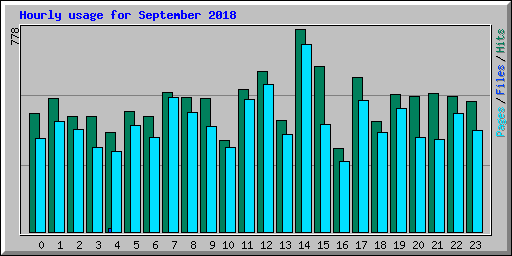 Hourly usage for September 2018
778
Pages / Files / Hits
0 1 2 3 4 5 6 7 8 9 10 11 12 13 14 15 16 17 18 19 20 21 22 23